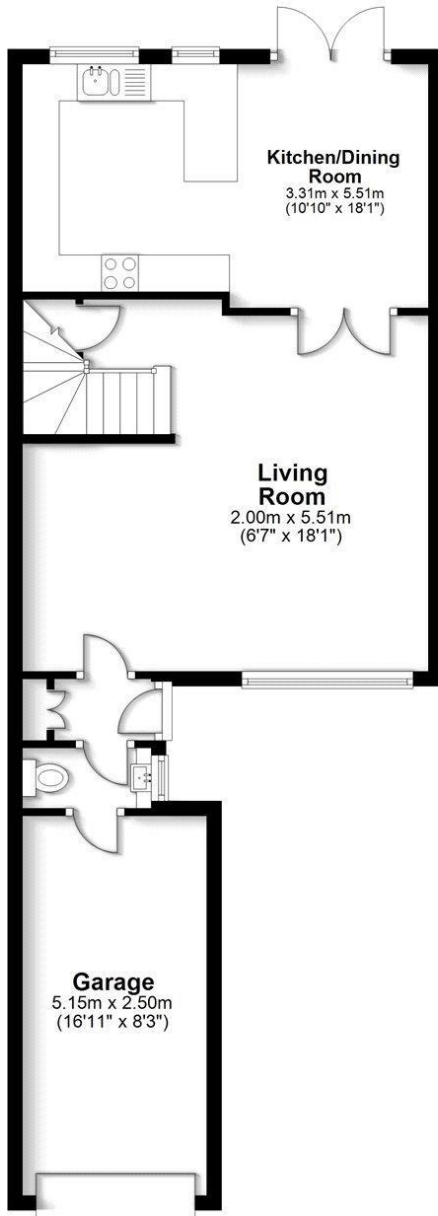 Kitchen/Dining
Room
3.31m x 5.51m
(10'10" x 18'1")
Living
Room
2.00m x 5.51m
(6'7" x 18'1")
Garage
5.15m x 2.50m
(16'11" x 8'3")